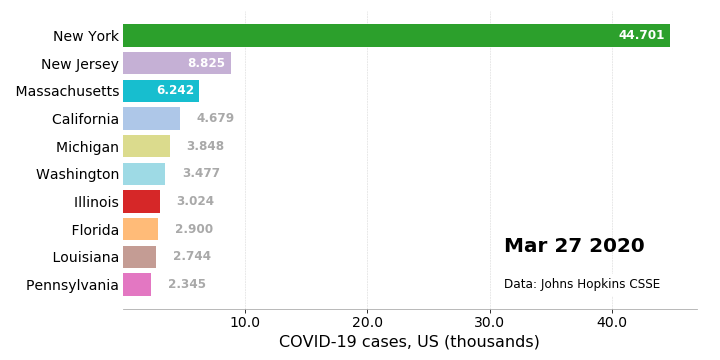 New York 44.701
New Jersey 8.825
Massachusetts 6.242
California 4.679
Michigan 3.848
Washington 3.477
Illinois 3.024
Florida 2.900
Louisiana 2.744
Pennsylvania 2.345
Mar 27 2020
Data: Johns Hopkins CSSE
10.0 20.0 30.0 40.0
COVID-19 cases, US (thousands)